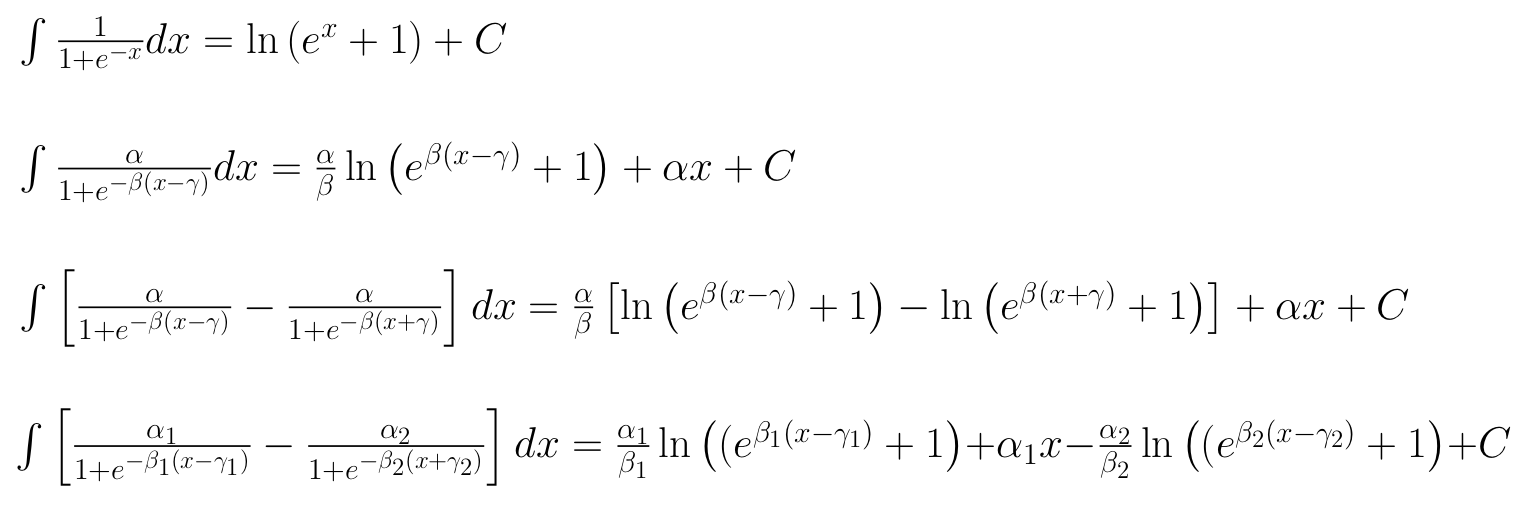 ∫ 1/(1+e^{−x}) dx = ln (e^x + 1) + C
∫ α/(1+e^{−β(x−γ)}) dx = α/β ln (e^{β(x−γ)} + 1) + αx + C
∫ [α/(1+e^{−β(x−γ)}) − α/(1+e^{−β(x+γ)})] dx = α/β [ln (e^{β(x−γ)} + 1) − ln (e^{β(x+γ)} + 1)] + αx + C
∫ [α₁/(1+e^{−β₁(x−γ₁)}) − α₂/(1+e^{−β₂(x+γ₂)})] dx = α₁/β₁ ln ((e^{β₁(x−γ₁)} + 1)+α₁x−α₂/β₂ ln ((e^{β₂(x−γ₂)} + 1)+C